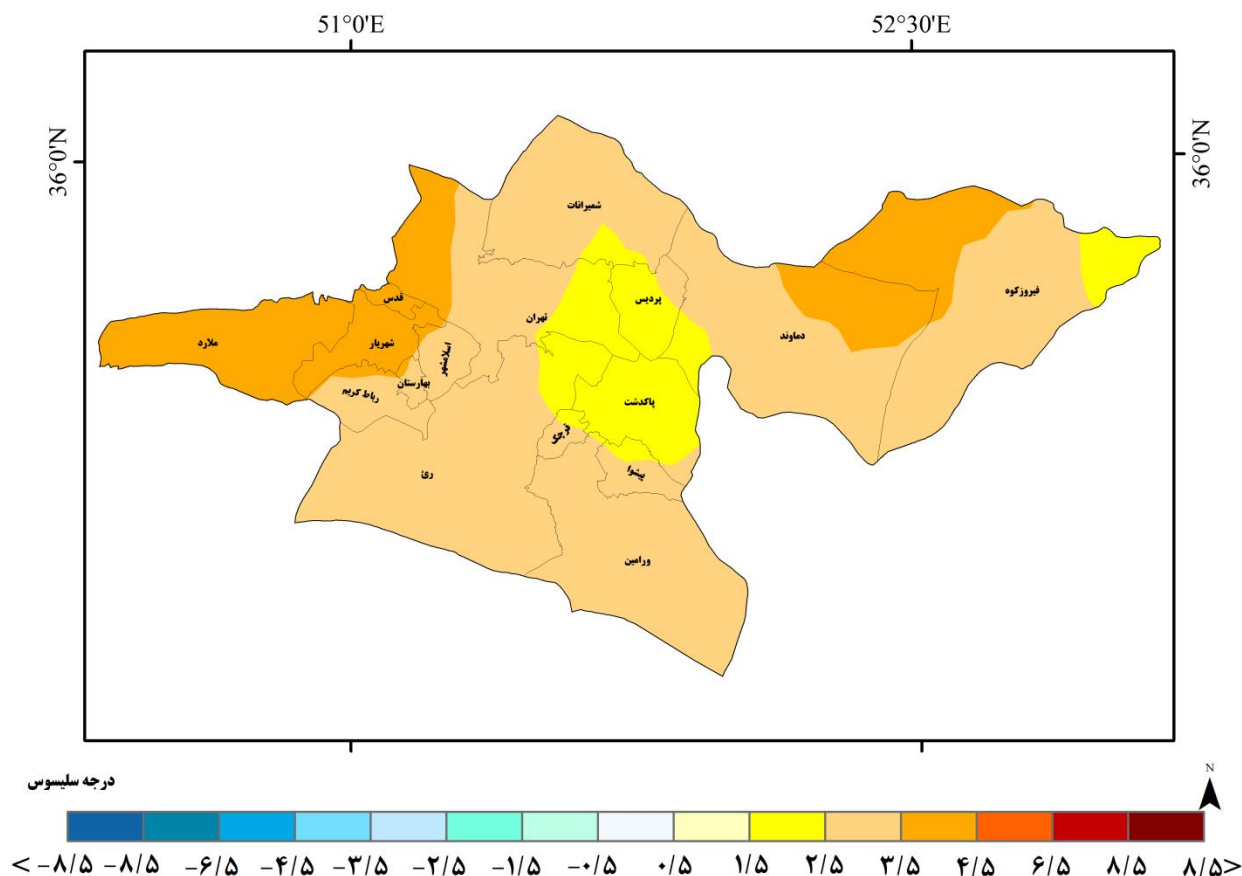 51°0'E 52°30'E
36°0'N 36°0'N
شمیرانات
قدس
پردیس
فیروزکوه
تهران
ملارد
شهریار
اسلامشهر
دماوند
بهارستان
رباط کریم
پاکدشت
قرچک
ری
پیشوا
ورامین
درجه سلیسوس
N
< -۸/۵ -۸/۵ -۶/۵ -۴/۵ -۳/۵ -۲/۵ -۱/۵ -۰/۵ ۰/۵ ۱/۵ ۲/۵ ۳/۵ ۴/۵ ۶/۵ ۸/۵ ۸/۵<